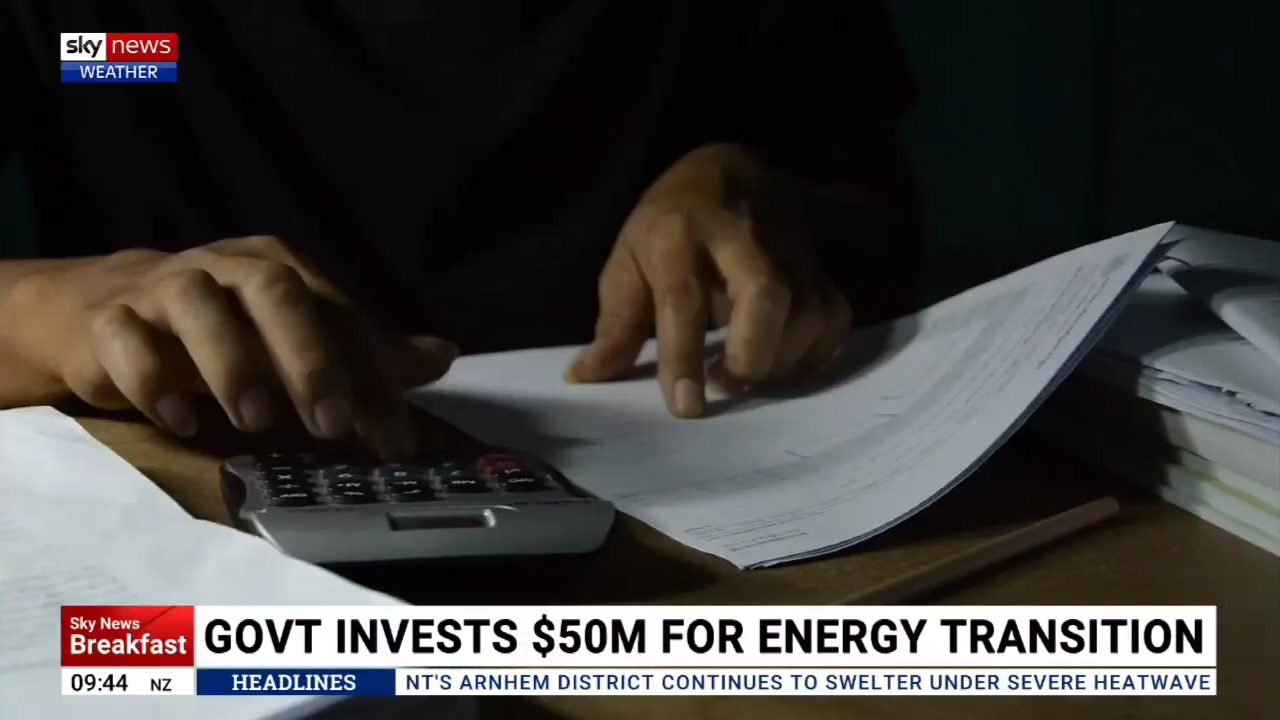 sky news
WEATHER
Sky News
Breakfast
GOVT INVESTS $50M FOR ENERGY TRANSITION
09:44 NZ
HEADLINES
NT'S ARNHEM DISTRICT CONTINUES TO SWELTER UNDER SEVERE HEATWAVE